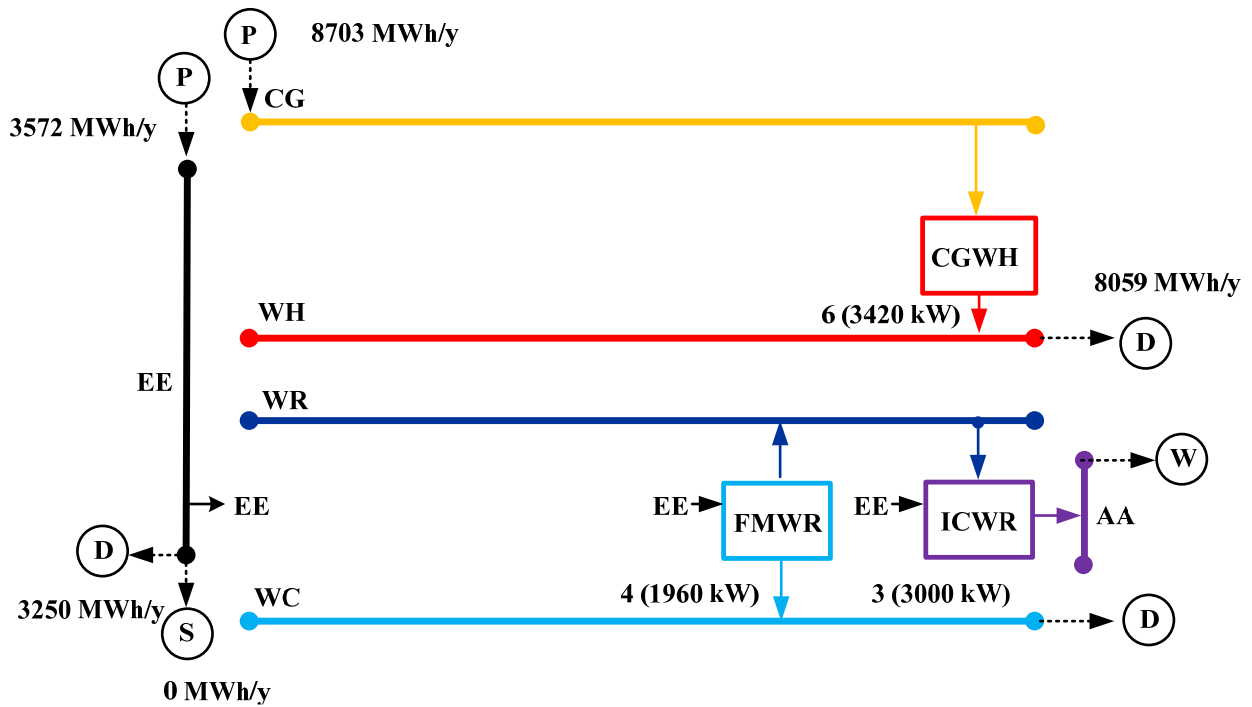 P
8703 MWh/y
P
CG
3572 MWh/y
CGWH
8059 MWh/y
WH
6 (3420 kW)
D
EE
WR
W
EE
EE
FMWR
EE
ICWR
AA
D
3250 MWh/y
WC
4 (1960 kW)
3 (3000 kW)
D
S
0 MWh/y